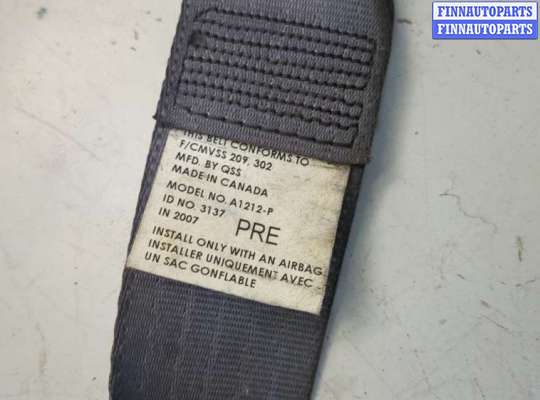 FINNAUTOPARTS
FINNAUTOPARTS
THIS BELT CONFORMS TO
F/CMVSS 209, 302
MFD. BY QSS
MADE IN CANADA
MODEL NO. A1212-P
ID NO. 3137
IN 2007
PRE
INSTALL ONLY WITH AN AIRBAG
INSTALLER UNIQUEMENT AVEC
UN SAC GONFLABLE